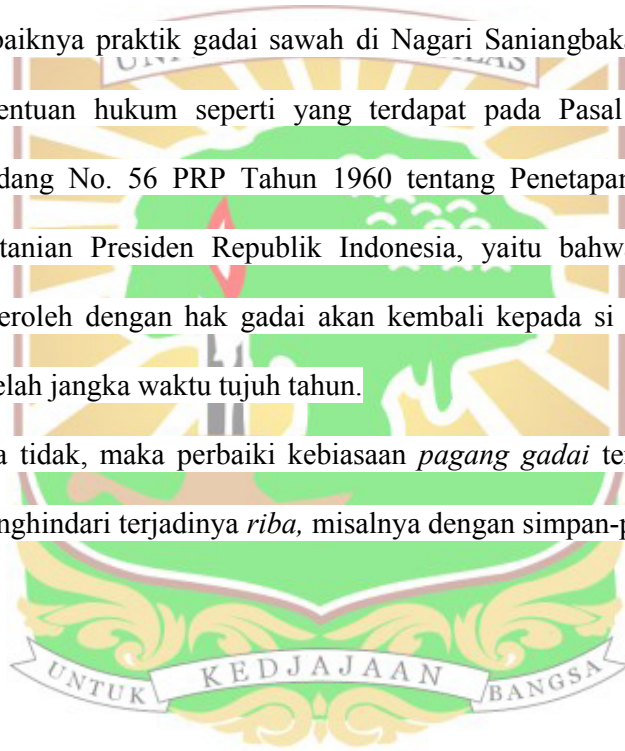 baiknya praktik gadai sawah di Nagari Saniangbaka
entuan hukum seperti yang terdapat pada Pasal
dang No. 56 PRP Tahun 1960 tentang Penetapan
tanian Presiden Republik Indonesia, yaitu bahw
eroleh dengan hak gadai akan kembali kepada si
elah jangka waktu tujuh tahun.
a tidak, maka perbaiki kebiasaan pagang gadai te
nghindari terjadinya riba, misalnya dengan simpan-p
UNTUK KEDJAJAAN BANGSA